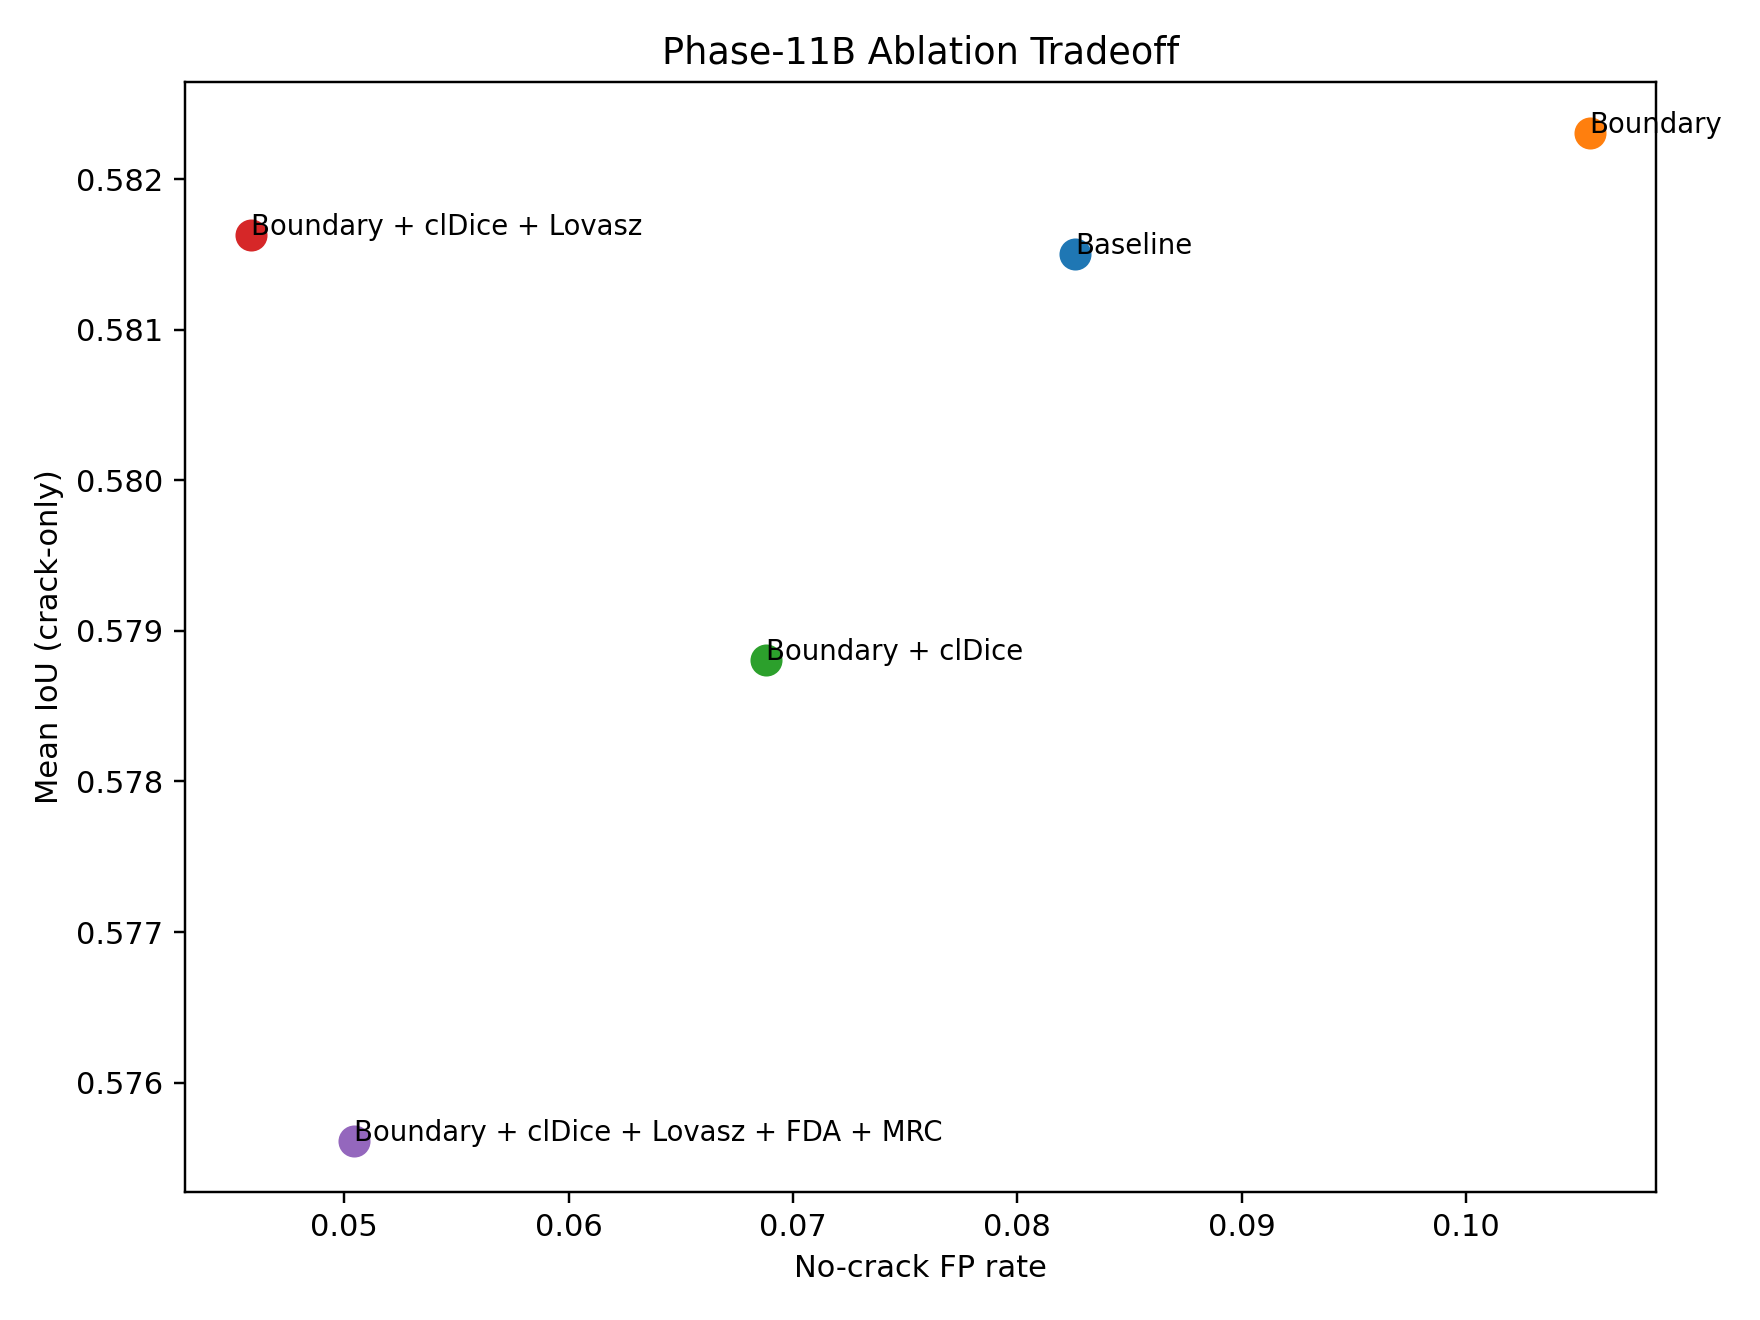 Phase-11B Ablation Tradeoff
Boundary
0.582
Boundary + clDice + Lovasz
Baseline
0.581
0.580
Mean IoU (crack-only)
0.579
Boundary + clDice
0.578
0.577
0.576
Boundary + clDice + Lovasz + FDA + MRC
0.05 0.06 0.07 0.08 0.09 0.10
No-crack FP rate